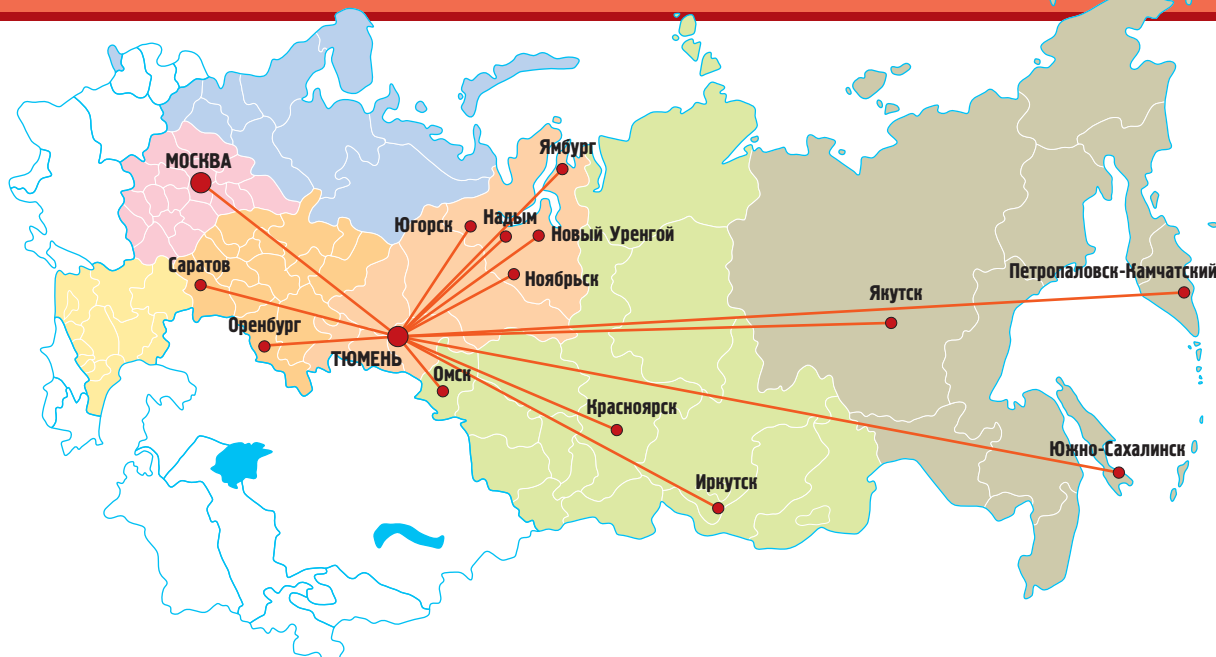 Ямбург
МОСКВА
Югорск
Надым
Новый Уренгой
Саратов
Ноябрьск
Петропаловск-Камчатский
Якутск
Оренбург
ТЮМЕНЬ
Омск
Красноярск
Южно-Сахалинск
Иркутск